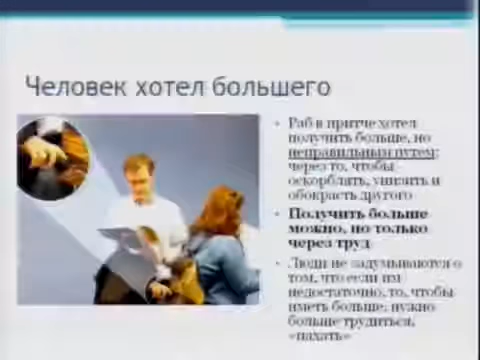 Человек хотел большего
• Раб в притче хотел
получить больше, но
неправильным путем;
через то, чтобы
оскорблять, унизить и
обокрасть другого
• Получить больше
можно, но только
через труд
• Люди не задумываются о
том, что если им
недостаточно, то, чтобы
иметь больше, нужно
больше трудиться,
«пахать»